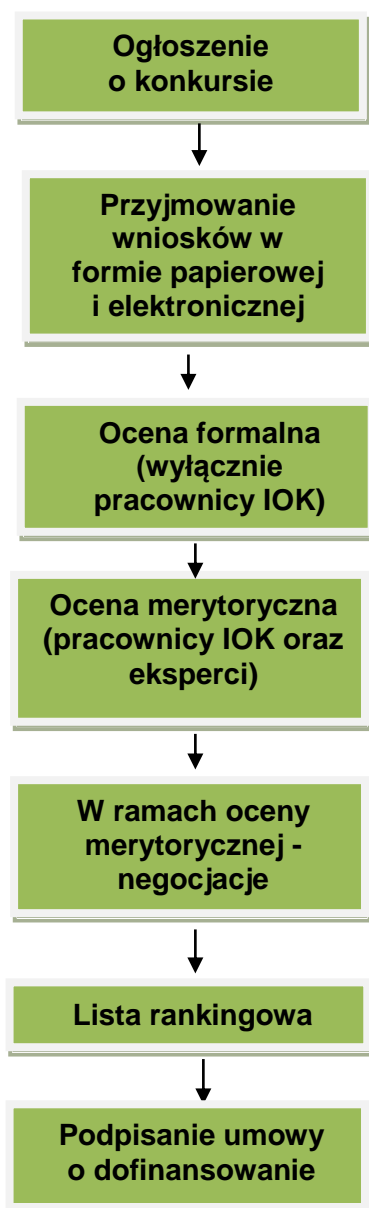 Ogłoszenie
o konkursie
Przyjmowanie
wniosków w
formie papierowej
i elektronicznej
Ocena formalna
(wyłącznie
pracownicy IOK)
Ocena merytoryczna
(pracownicy IOK oraz
eksperci)
W ramach oceny
merytorycznej -
negocjacje
Lista rankingowa
Podpisanie umowy
o dofinansowanie